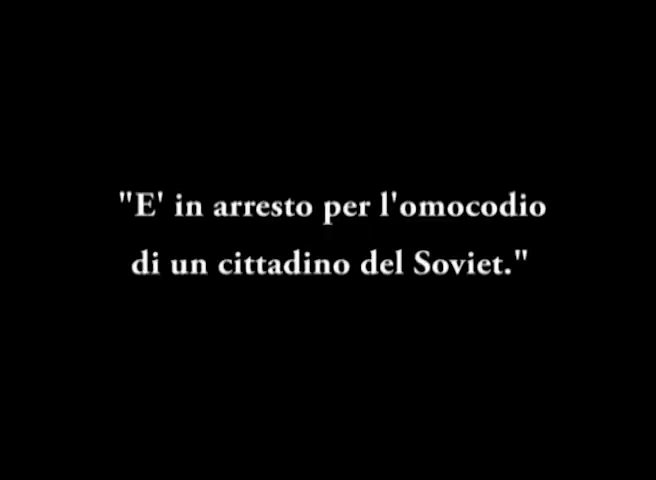 "E' in arresto per l'omocodio
di un cittadino del Soviet."